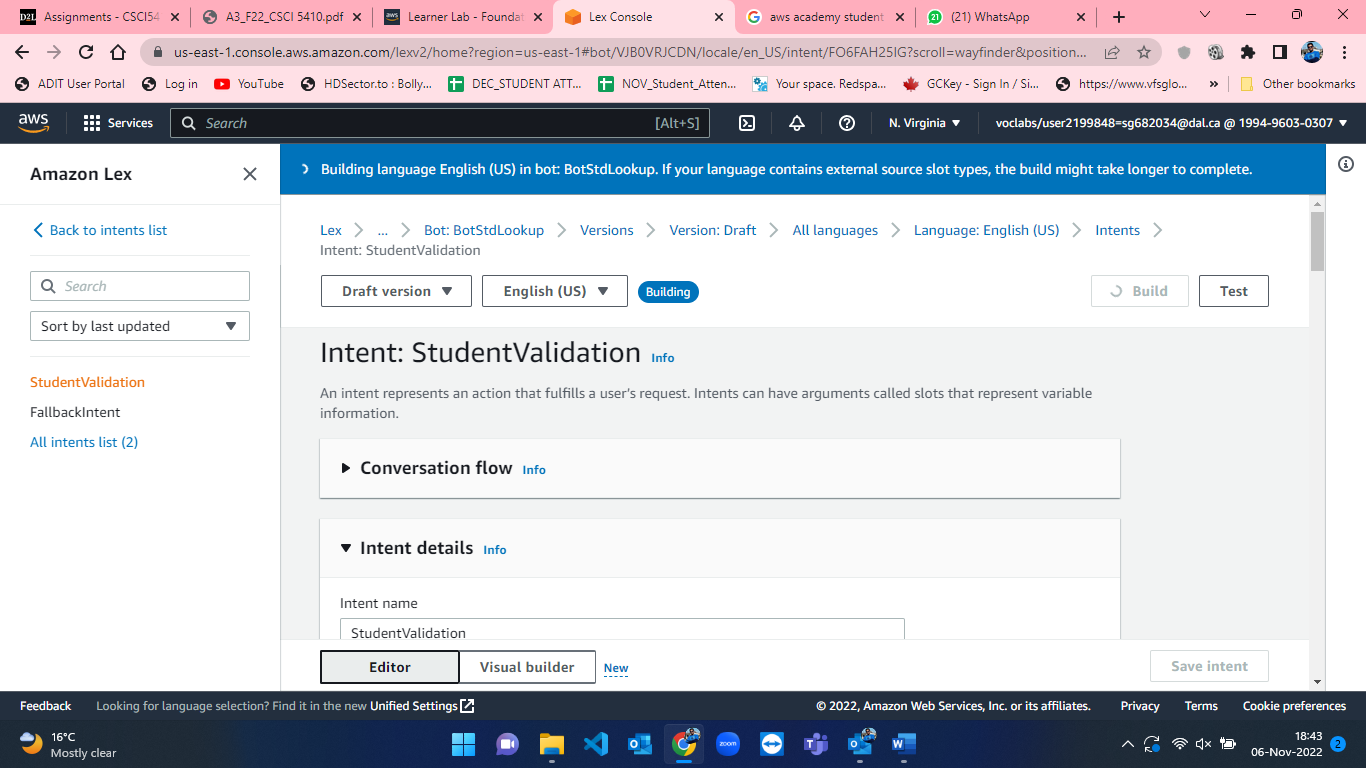 Assignments - CSCI54
A3_F22_CSCI 5410.pdf
Learner Lab - Foundat
Lex Console
aws academy student
(21) WhatsApp
us-east-1.console.aws.amazon.com/lexv2/home?region=us-east-1#bot/VJB0VRJCDN/locale/en_US/intent/FO6FAH25IG?scroll=wayfinder&position...
ADIT User Portal
Log in
YouTube
HDSector.to : Bolly...
DEC_STUDENT ATT...
NOV_Student_Atten...
Your space. Redspa...
GCKey - Sign In / Si...
https://www.vfsglo...
»
Other bookmarks
aws
Services
Search
[Alt+S]
N. Virginia
voclabs/user2199848=sg682034@dal.ca @ 1994-9603-0307
Amazon Lex
Building language English (US) in bot: BotStdLookup. If your language contains external source slot types, the build might take longer to complete.
Back to intents list
Search
Sort by last updated
StudentValidation
FallbackIntent
All intents list (2)
Lex
...
Bot: BotStdLookup
Versions
Version: Draft
All languages
Language: English (US)
Intents
Intent: StudentValidation
Draft version
English (US)
Building
Build
Test
Intent: StudentValidation Info
An intent represents an action that fulfills a user's request. Intents can have arguments called slots that represent variable
information.
Conversation flow Info
Intent details Info
Intent name
StudentValidation
Editor
Visual builder
New
Save intent
Feedback
Looking for language selection? Find it in the new Unified Settings
© 2022, Amazon Web Services, Inc. or its affiliates.
Privacy
Terms
Cookie preferences
16°C
Mostly clear
zoom
18:43
06-Nov-2022
2